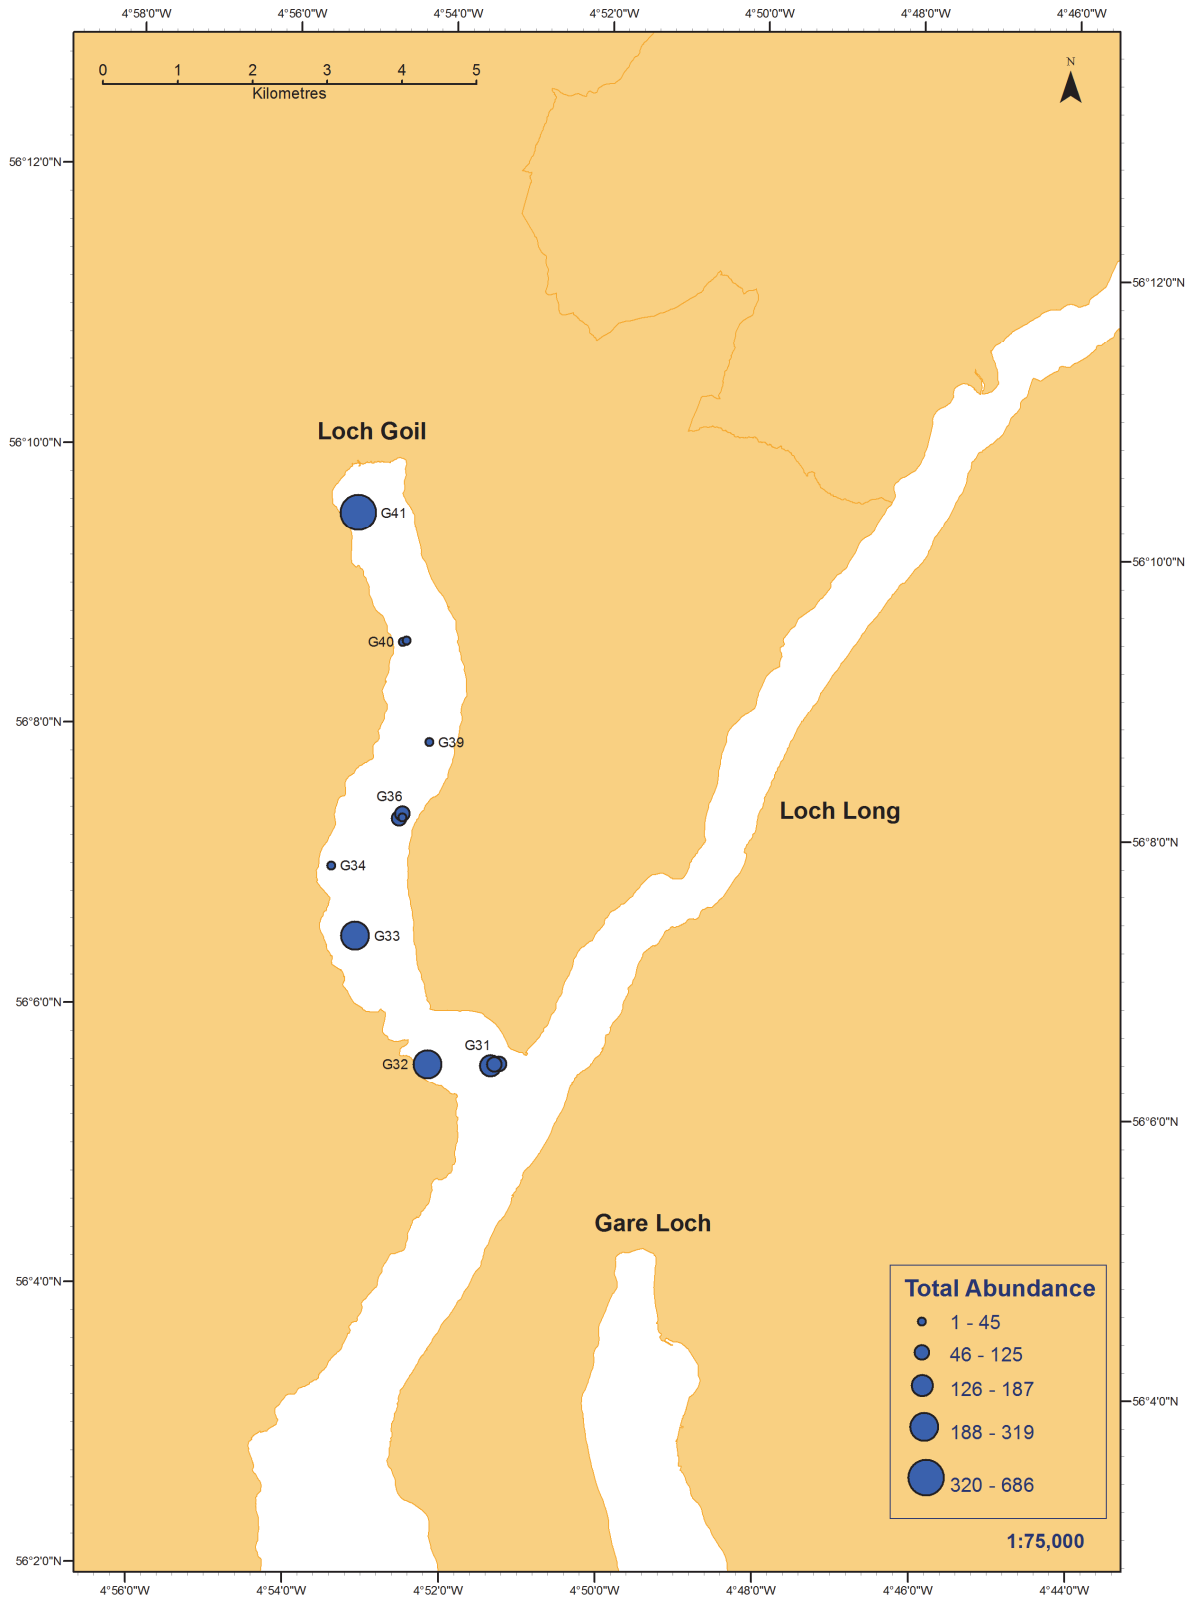 4°58'0"W 4°56'0"W 4°54'0"W 4°52'0"W 4°50'0"W 4°48'0"W 4°46'0"W
N
0 1 2 3 4 5
Kilometres
56°12'0"N
56°12'0"N
Loch Goil
56°10'0"N
G41
56°10'0"N
G40
56°8'0"N
G39
G36
Loch Long
56°8'0"N
G34
G33
56°6'0"N
G31
G32
56°6'0"N
Gare Loch
56°4'0"N
Total Abundance
1 - 45
46 - 125
126 - 187
56°4'0"N
188 - 319
320 - 686
1:75,000
56°2'0"N
4°56'0"W 4°54'0"W 4°52'0"W 4°50'0"W 4°48'0"W 4°46'0"W 4°44'0"W